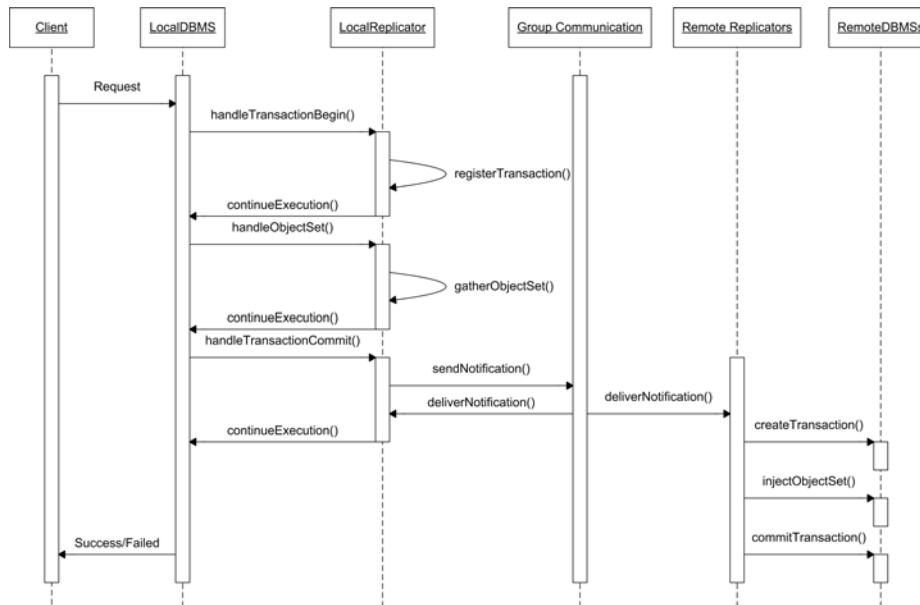 Client
LocalDBMS
LocalReplicator
Group Communication
Remote Replicators
RemoteDBMSs
Request
handleTransactionBegin()
registerTransaction()
continueExecution()
handleObjectSet()
gatherObjectSet()
continueExecution()
handleTransactionCommit()
sendNotification()
deliverNotification()
deliverNotification()
createTransaction()
continueExecution()
injectObjectSet()
commitTransaction()
Success/Failed